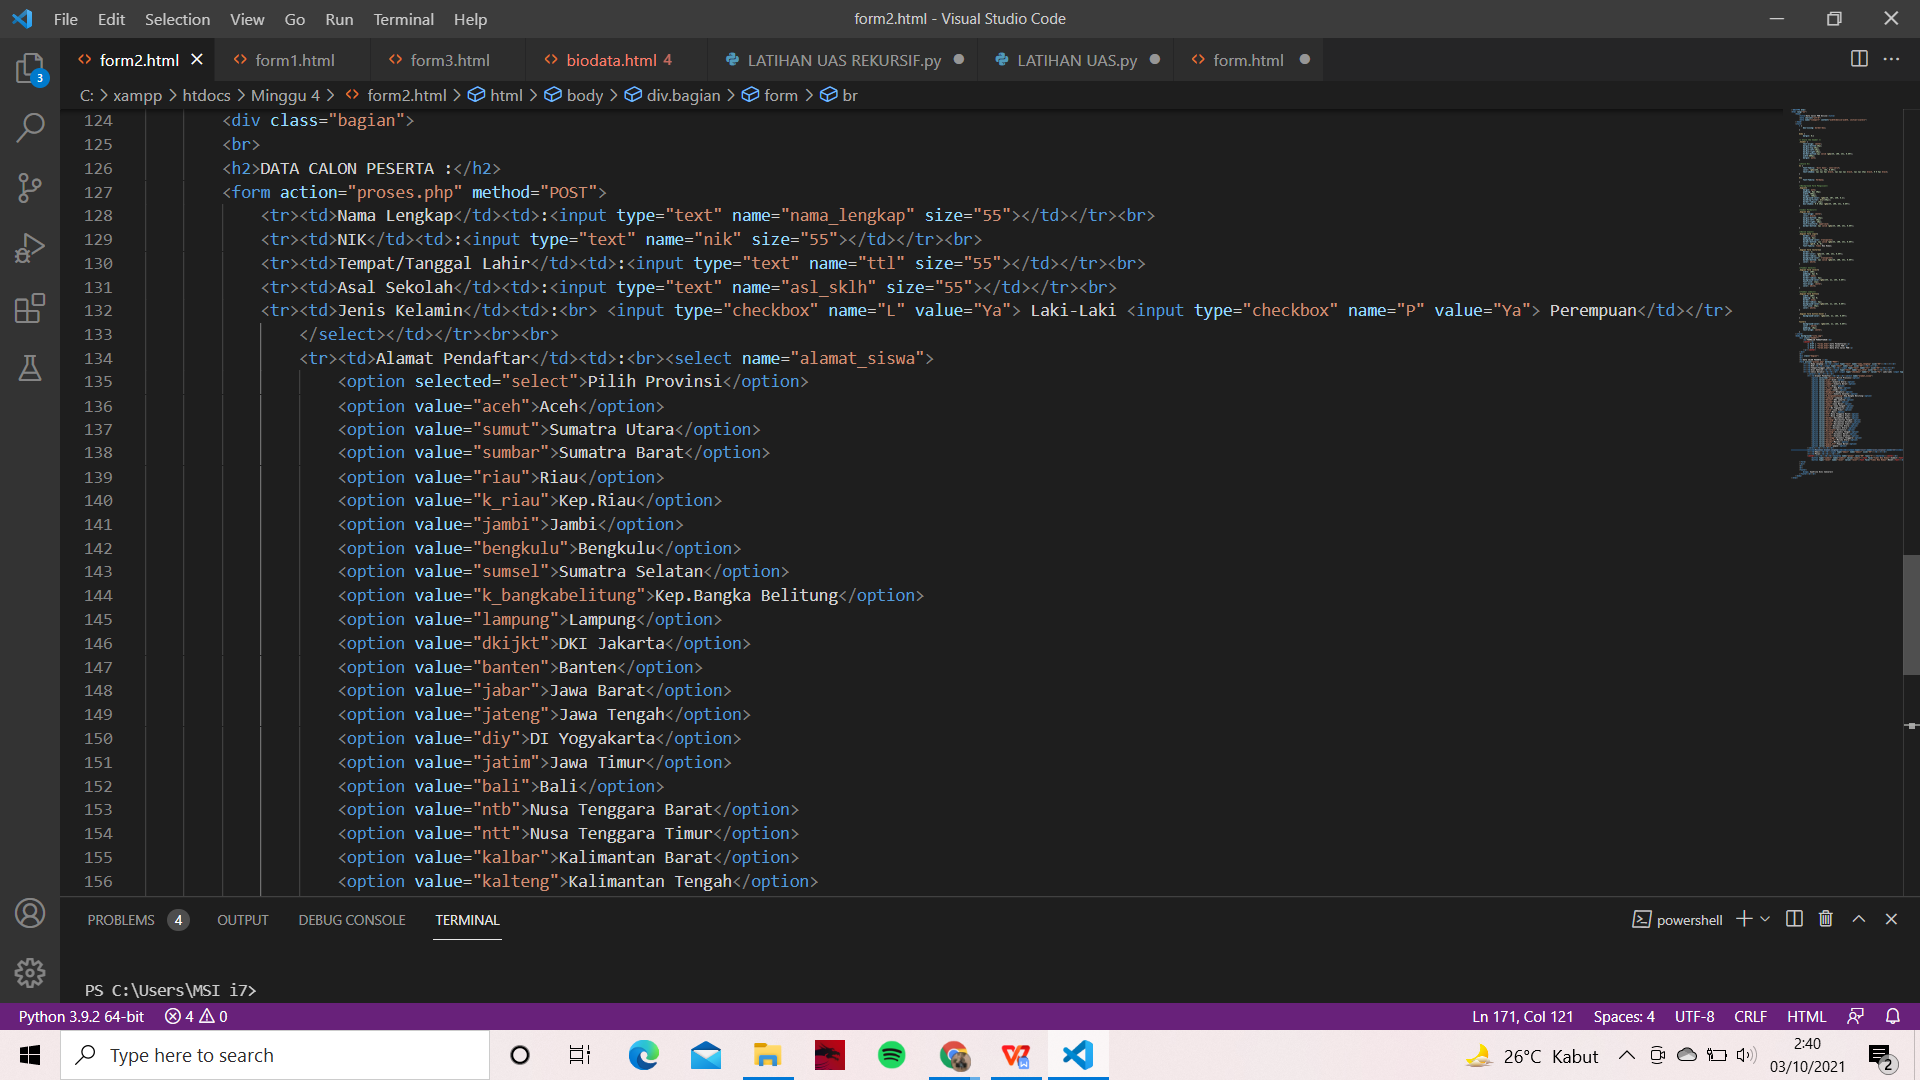 File Edit Selection View Go Run Terminal Help
form2.html - Visual Studio Code
form2.html form1.html form3.html biodata.html 4 LATIHAN UAS REKURSIF.py LATIHAN UAS.py form.html
3
C: > xampp > htdocs > Minggu 4 > form2.html > html > body > div.bagian > form > br
124 <div class="bagian">
125 <br>
126 <h2>DATA CALON PESERTA :</h2>
127 <form action="proses.php" method="POST">
128 <tr><td>Nama Lengkap</td><td>:<input type="text" name="nama_lengkap" size="55"></td></tr><br>
129 <tr><td>NIK</td><td>:<input type="text" name="nik" size="55"></td></tr><br>
130 <tr><td>Tempat/Tanggal Lahir</td><td>:<input type="text" name="ttl" size="55"></td></tr><br>
131 <tr><td>Asal Sekolah</td><td>:<input type="text" name="asl_sklh" size="55"></td></tr><br>
132 <tr><td>Jenis Kelamin</td><td>:<br> <input type="checkbox" name="L" value="Ya"> Laki-Laki <input type="checkbox" name="P" value="Ya"> Perempuan</td></tr>
133 </select></td></tr><br><br>
134 <tr><td>Alamat Pendaftar</td><td>:<br><select name="alamat_siswa">
135 <option selected="select">Pilih Provinsi</option>
136 <option value="aceh">Aceh</option>
137 <option value="sumut">Sumatra Utara</option>
138 <option value="sumbar">Sumatra Barat</option>
139 <option value="riau">Riau</option>
140 <option value="k_riau">Kep.Riau</option>
141 <option value="jambi">Jambi</option>
142 <option value="bengkulu">Bengkulu</option>
143 <option value="sumsel">Sumatra Selatan</option>
144 <option value="k_bangkabelitung">Kep.Bangka Belitung</option>
145 <option value="lampung">Lampung</option>
146 <option value="dkijkt">DKI Jakarta</option>
147 <option value="banten">Banten</option>
148 <option value="jabar">Jawa Barat</option>
149 <option value="jateng">Jawa Tengah</option>
150 <option value="diy">DI Yogyakarta</option>
151 <option value="jatim">Jawa Timur</option>
152 <option value="bali">Bali</option>
153 <option value="ntb">Nusa Tenggara Barat</option>
154 <option value="ntt">Nusa Tenggara Timur</option>
155 <option value="kalbar">Kalimantan Barat</option>
156 <option value="kalteng">Kalimantan Tengah</option>
PROBLEMS 4 OUTPUT DEBUG CONSOLE TERMINAL
powershell
PS C:\Users\MSI i7>
Python 3.9.2 64-bit 4 0
Ln 171, Col 121 Spaces: 4 UTF-8 CRLF HTML
Type here to search
26°C Kabut
2:40
03/10/2021
2